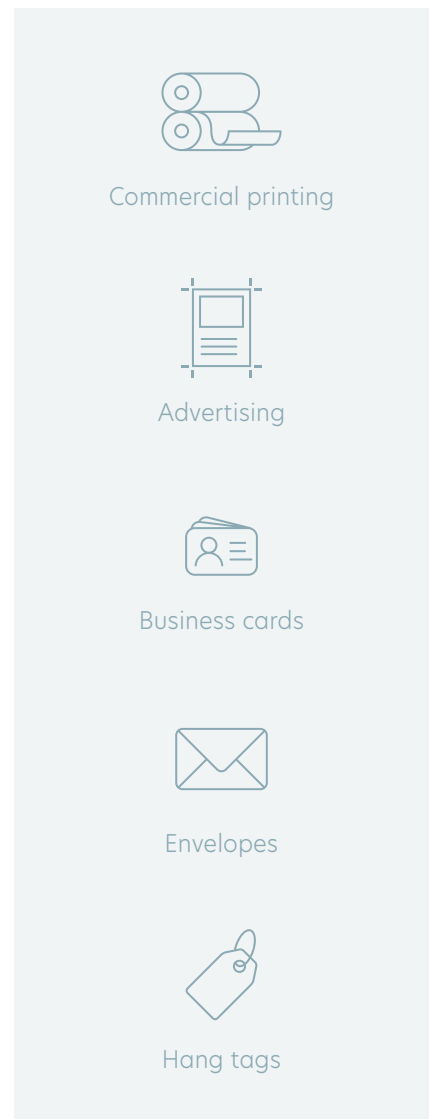 Commercial printing
Advertising
Business cards
Envelopes
Hang tags